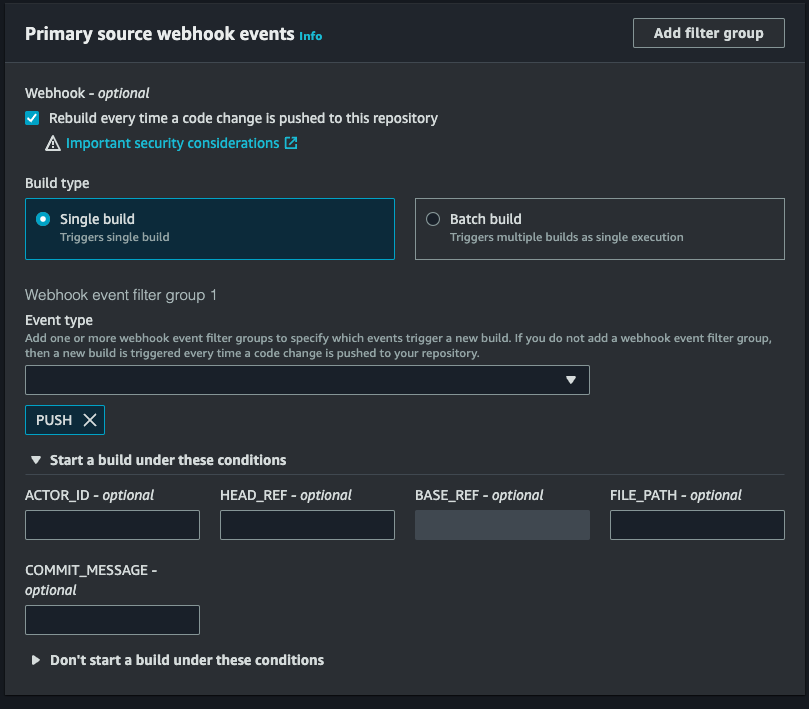 Primary source webhook events Info
Add filter group
Webhook - optional
Rebuild every time a code change is pushed to this repository
Important security considerations
Build type
Single build
Triggers single build
Batch build
Triggers multiple builds as single execution
Webhook event filter group 1
Event type
Add one or more webhook event filter groups to specify which events trigger a new build. If you do not add a webhook event filter group,
then a new build is triggered every time a code change is pushed to your repository.
PUSH
Start a build under these conditions
ACTOR_ID - optional
HEAD_REF - optional
BASE_REF - optional
FILE_PATH - optional
COMMIT_MESSAGE -
optional
Don't start a build under these conditions